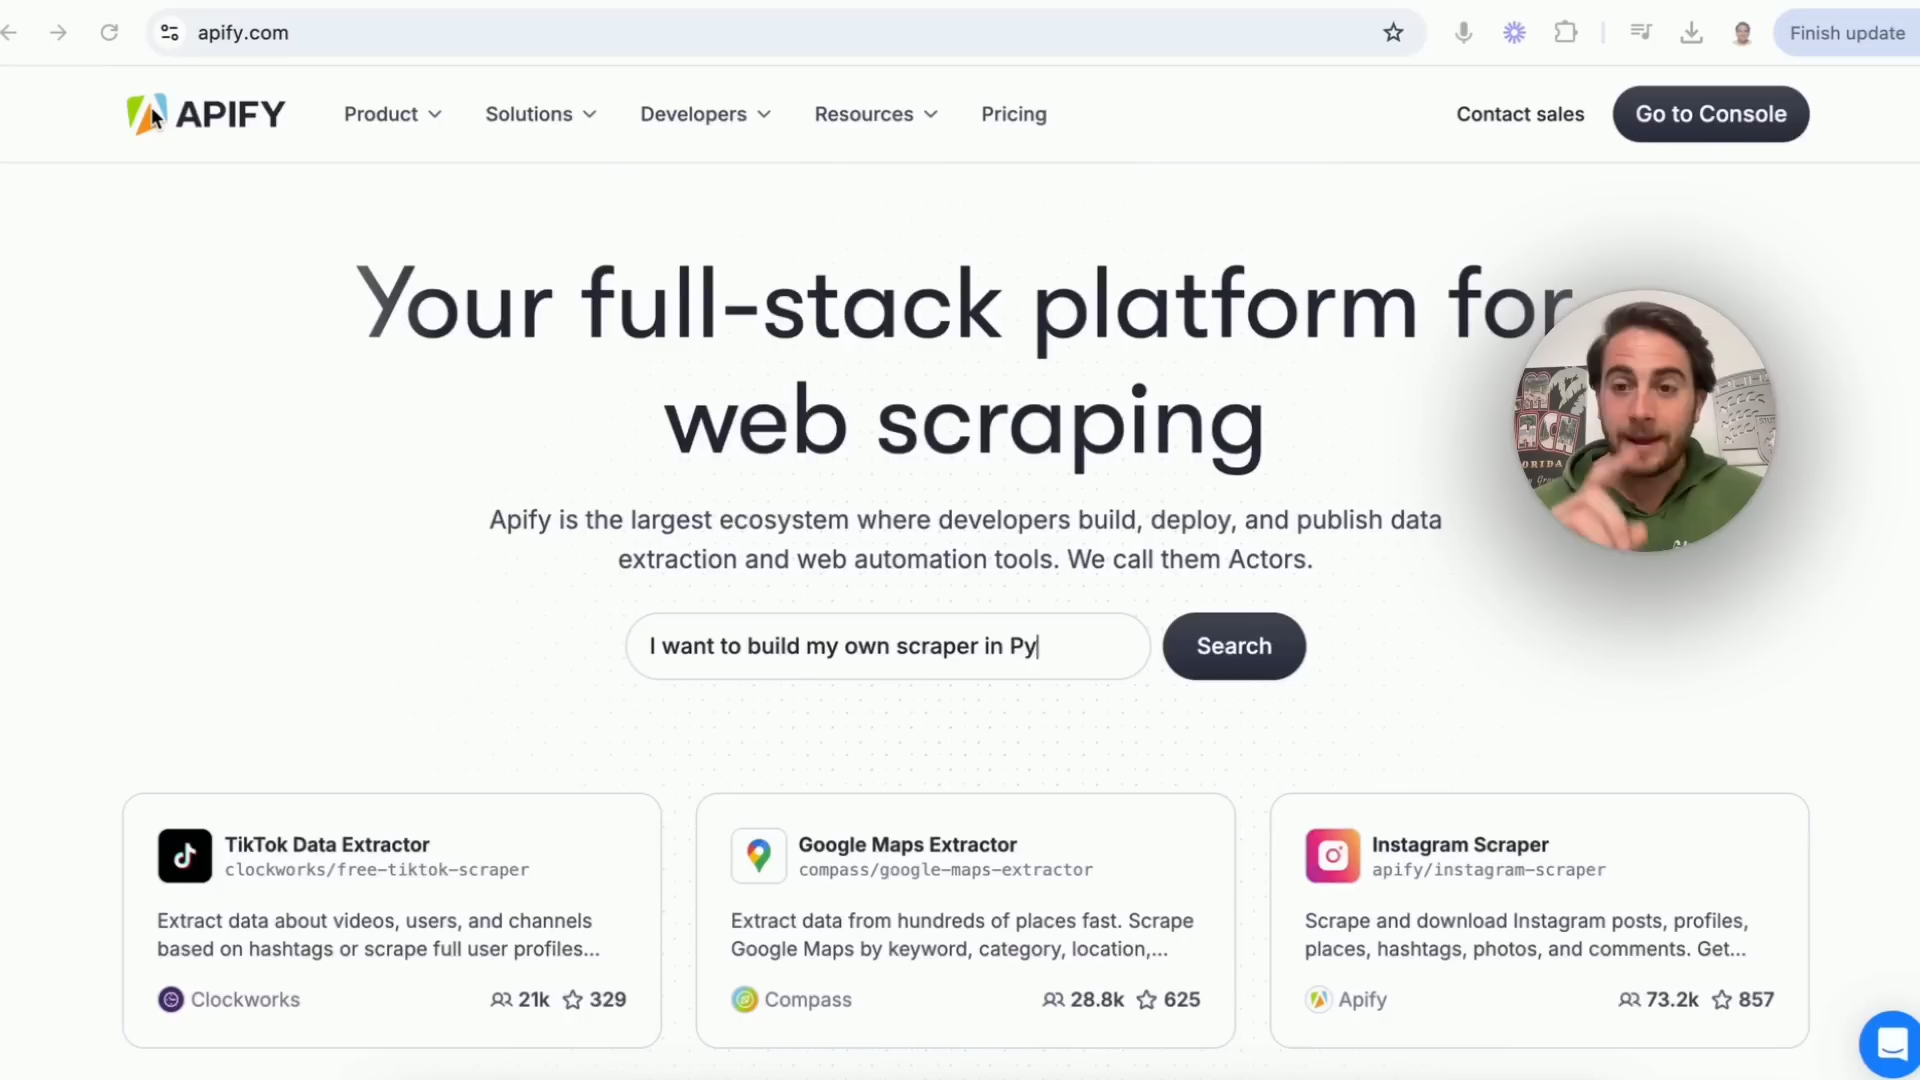 apify.com
Finish update
APIFY
Product
Solutions
Developers
Resources
Pricing
Contact sales
Go to Console
Your full-stack platform for
web scraping
Apify is the largest ecosystem where developers build, deploy, and publish data
extraction and web automation tools. We call them Actors.
I want to build my own scraper in Py
Search
TikTok Data Extractor
clockworks/free-tiktok-scraper
Extract data about videos, users, and channels
based on hashtags or scrape full user profiles...
Clockworks
21k
329
Google Maps Extractor
compass/google-maps-extractor
Extract data from hundreds of places fast. Scrape
Google Maps by keyword, category, location,...
Compass
28.8k
625
Instagram Scraper
apify/instagram-scraper
Scrape and download Instagram posts, profiles,
places, hashtags, photos, and comments. Get...
Apify
73.2k
857